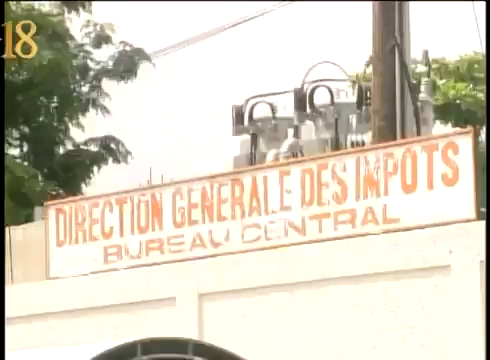 18
DIRECTION GENERALE DES IMPOTS
BUREAU CENTRAL